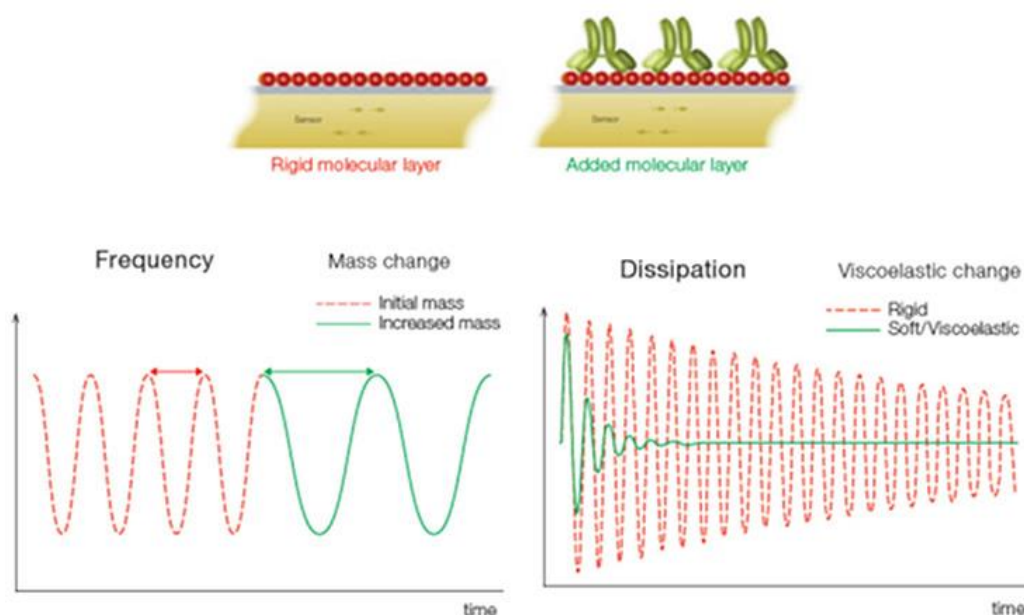 Sensor
Sensor
Rigid molecular layer
Added molecular layer
Frequency
Mass change
Initial mass
Increased mass
time
Dissipation
Viscoelastic change
Rigid
Soft/Viscoelastic
time